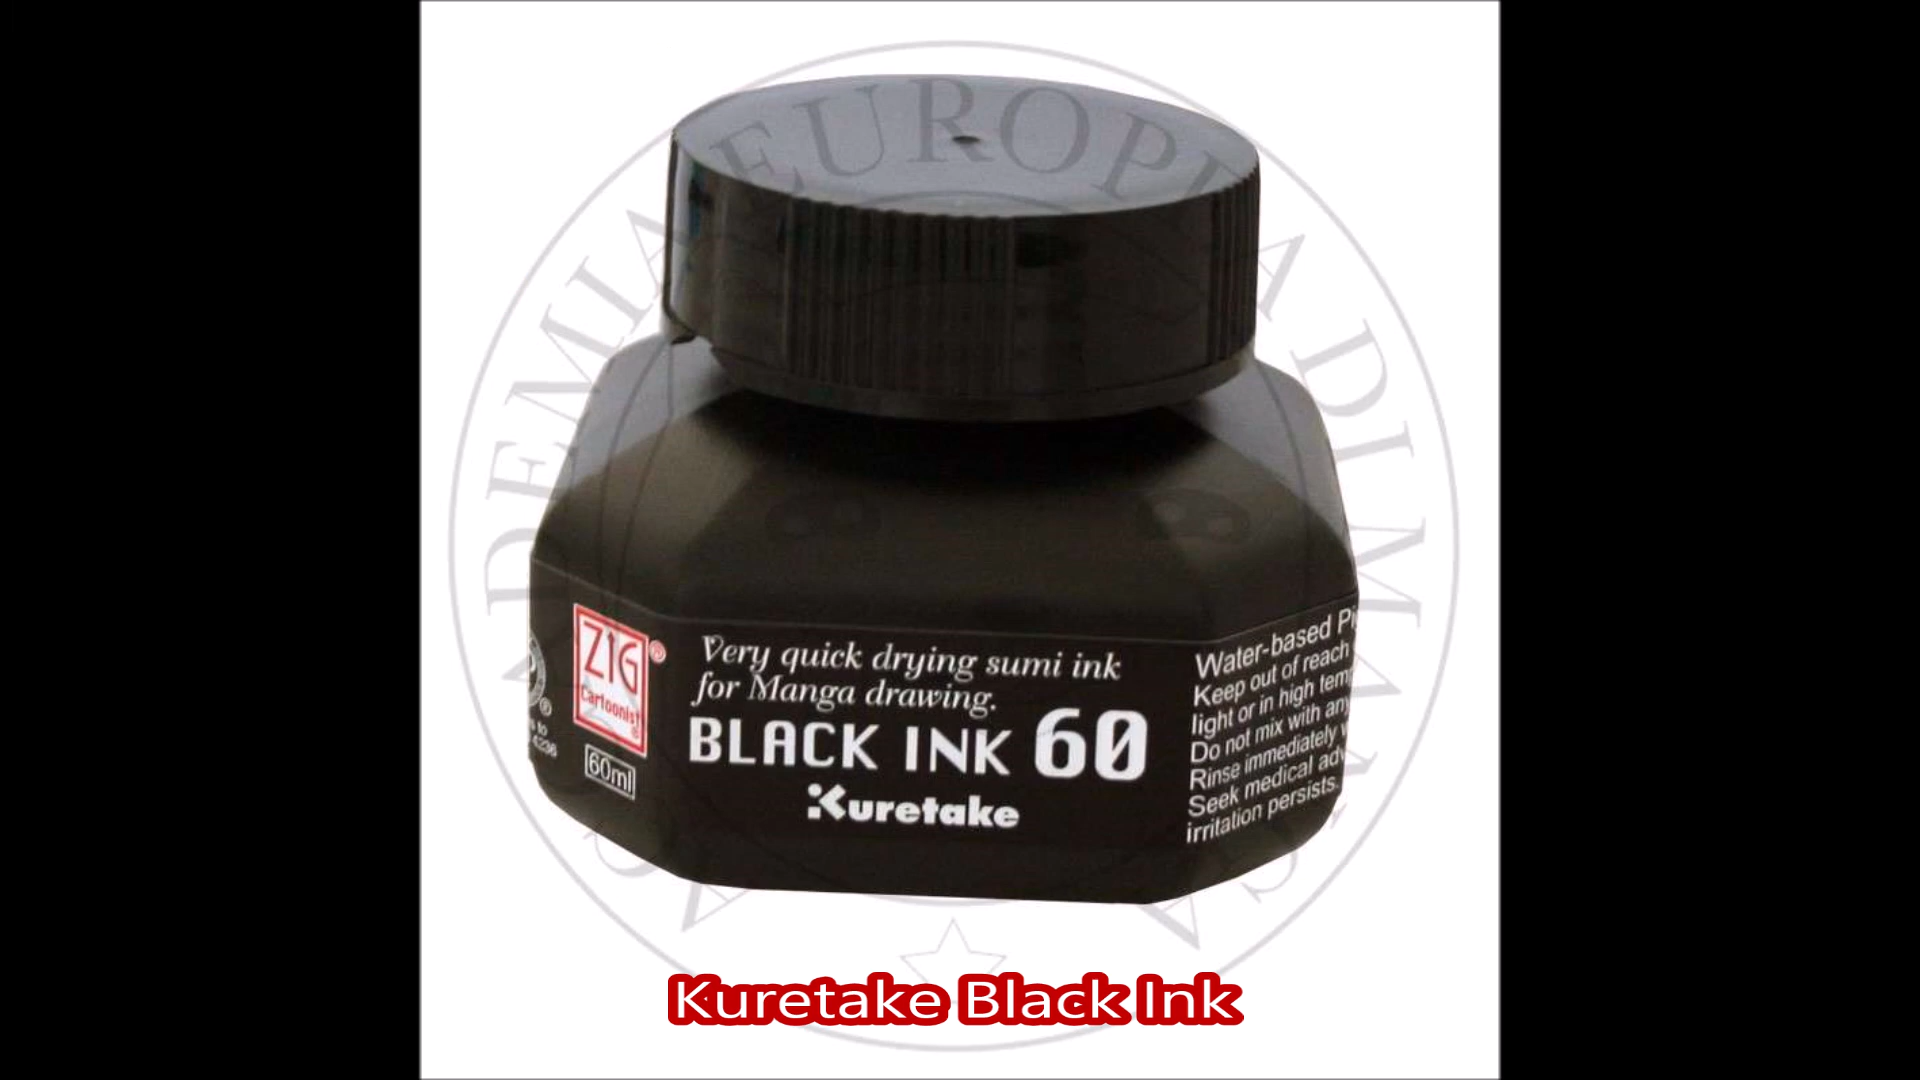 ZIG®
Cartoonist®
60ml
Very quick drying sumi ink
for Manga drawing.
BLACK INK 60
Kuretake
Water-based
Keep out of reach
light or in high
Do not mix with any
Rinse immediately
Seek medical
irritation persists.
EUROPEA DI
Kuretake Black Ink